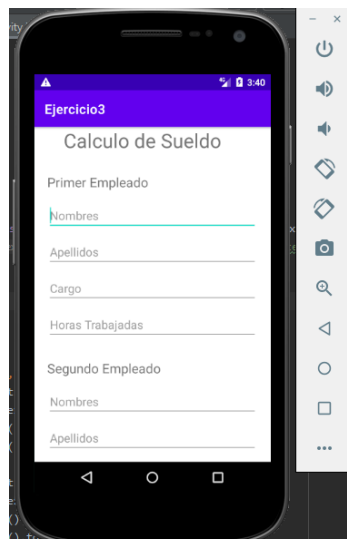 3:40
Ejercicio3
Calculo de Sueldo
Primer Empleado
Nombres
Apellidos
Cargo
Horas Trabajadas
Segundo Empleado
Nombres
Apellidos